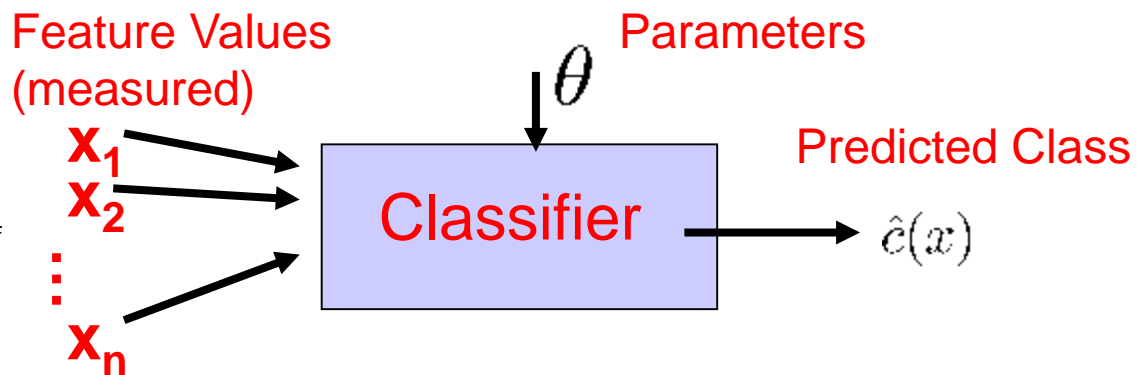 Feature Values
(measured)
Parameters
θ
x₁
x₂
⋮
xₙ
Classifier
Predicted Class
ĉ(x)